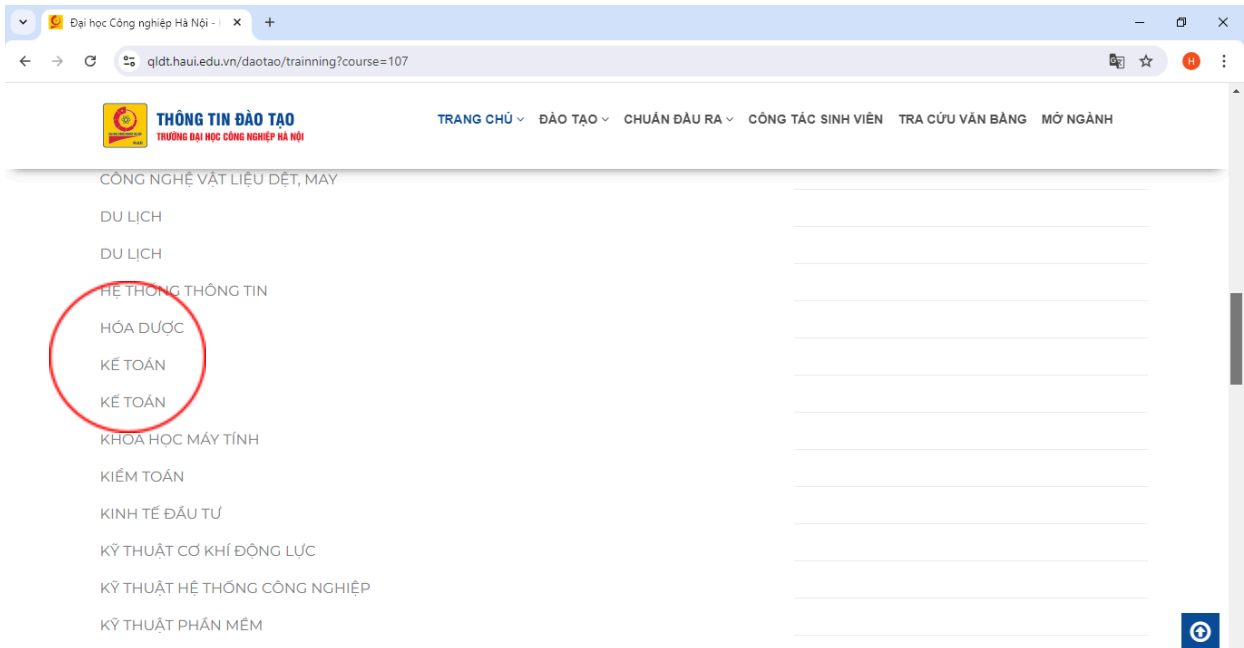 Đại học Công nghiệp Hà Nội -
qldt.haui.edu.vn/daotao/trainning?course=107
H
THÔNG TIN ĐÀO TẠO
TRƯỜNG ĐẠI HỌC CÔNG NGHIỆP HÀ NỘI
TRANG CHỦ ĐÀO TẠO CHUẨN ĐẦU RA CÔNG TÁC SINH VIÊN TRA CỨU VĂN BẰNG MỞ NGÀNH
CÔNG NGHỆ VẬT LIỆU DỆT, MAY
DU LỊCH
DU LỊCH
HỆ THỐNG THÔNG TIN
HÓA DƯỢC
KẾ TOÁN
KẾ TOÁN
KHOA HỌC MÁY TÍNH
KIỂM TOÁN
KINH TẾ ĐẦU TƯ
KỸ THUẬT CƠ KHÍ ĐỘNG LỰC
KỸ THUẬT HỆ THỐNG CÔNG NGHIỆP
KỸ THUẬT PHẦN MỀM